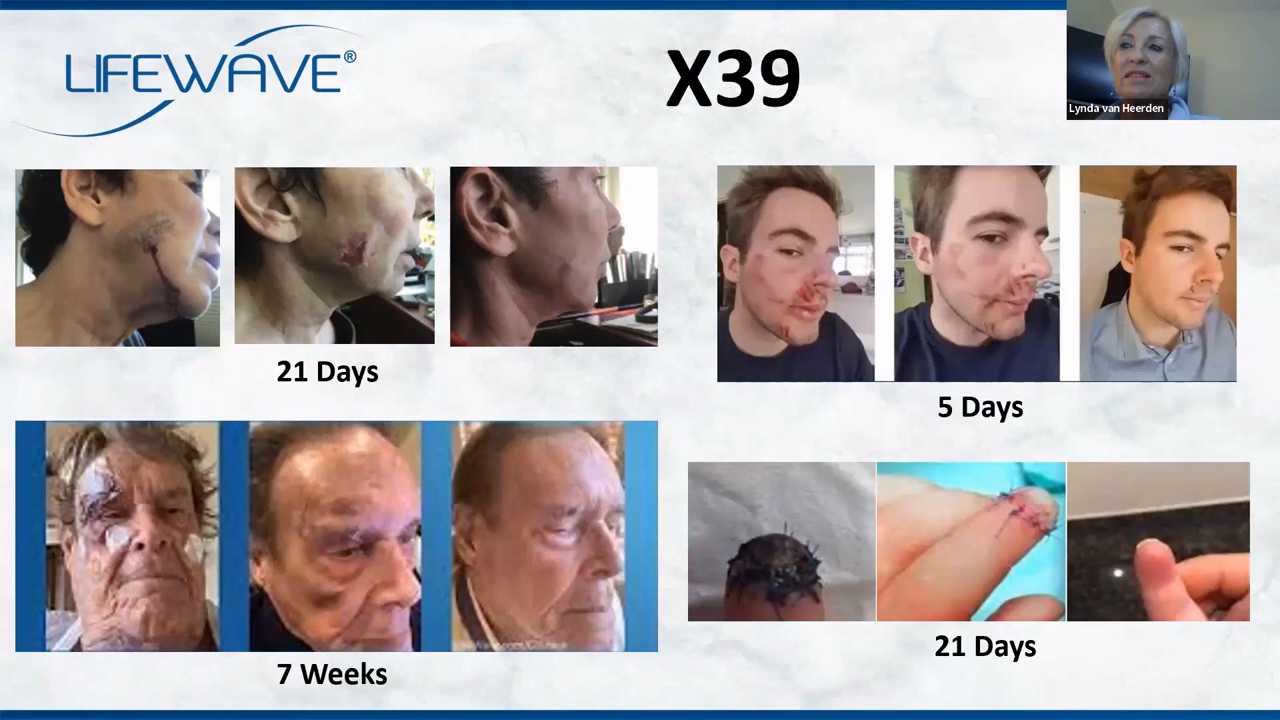 LIFEWAVE®
X39
Lynda van Heerden
21 Days
5 Days
7 Weeks
21 Days